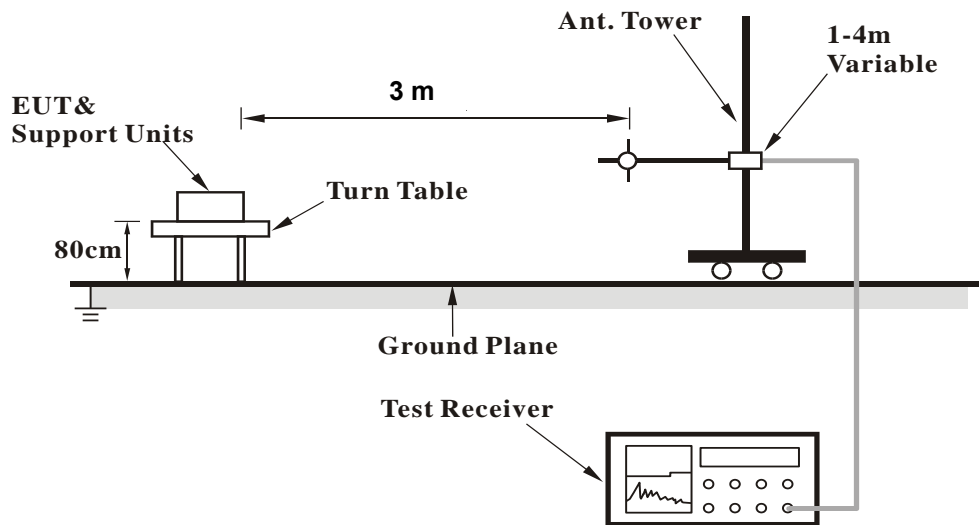 Ant. Tower
1-4m
Variable
3 m
EUT&
Support Units
Turn Table
80cm
Ground Plane
Test Receiver